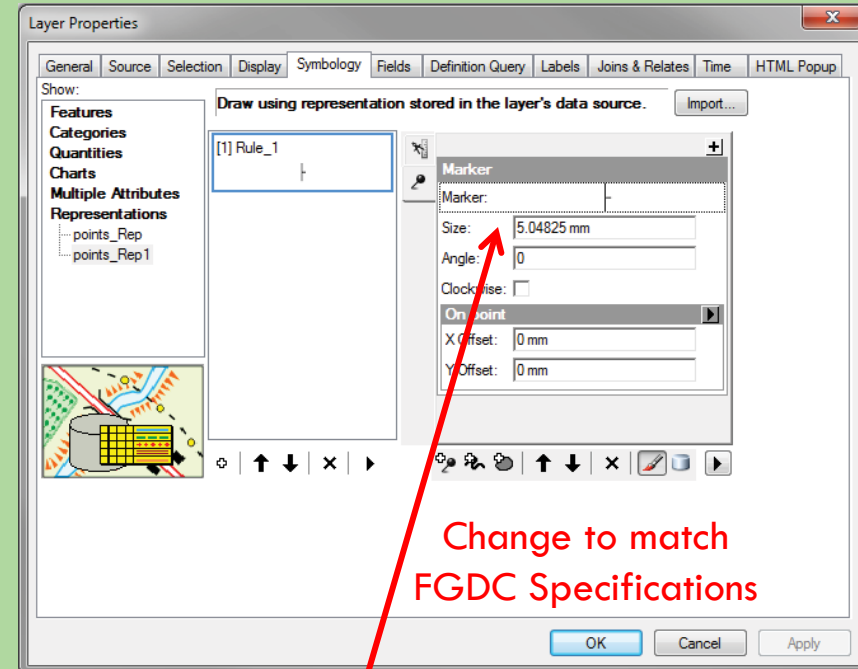 Layer Properties
General Source Selection Display Symbology Fields Definition Query Labels Joins & Relates Time HTML Popup
Show:
Features
Categories
Quantities
Charts
Multiple Attributes
Representations
points_Rep
points_Rep1
Draw using representation stored in the layer's data source. Import...
[1] Rule_1
Marker
Marker:
Size: 5.04825 mm
Angle: 0
Clockwise:
On point
X Offset: 0 mm
Y Offset: 0 mm
Change to match
FGDC Specifications
OK Cancel Apply